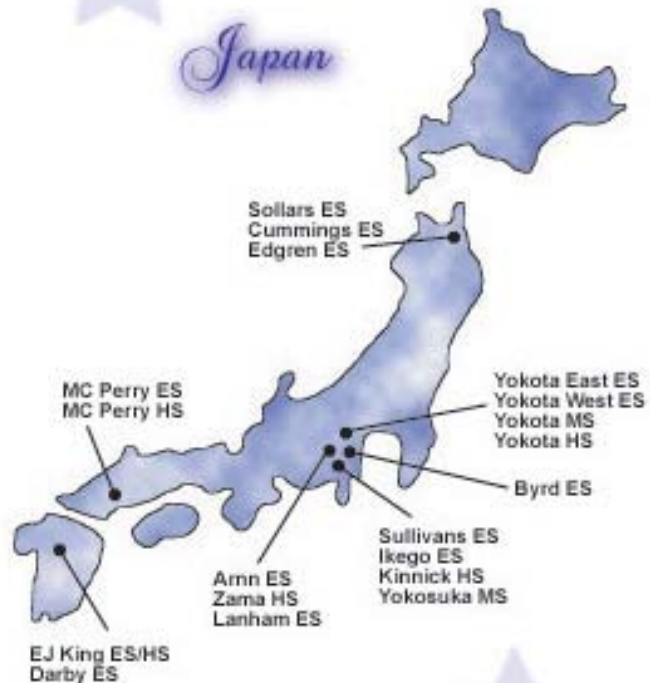 Japan
Sollars ES
Cummings ES
Edgren ES
MC Perry ES
MC Perry HS
Yokota East ES
Yokota West ES
Yokota MS
Yokota HS
Byrd ES
Sullivans ES
Ikego ES
Kinnick HS
Yokosuka MS
Arnn ES
Zama HS
Lanham ES
EJ King ES/HS
Darby ES